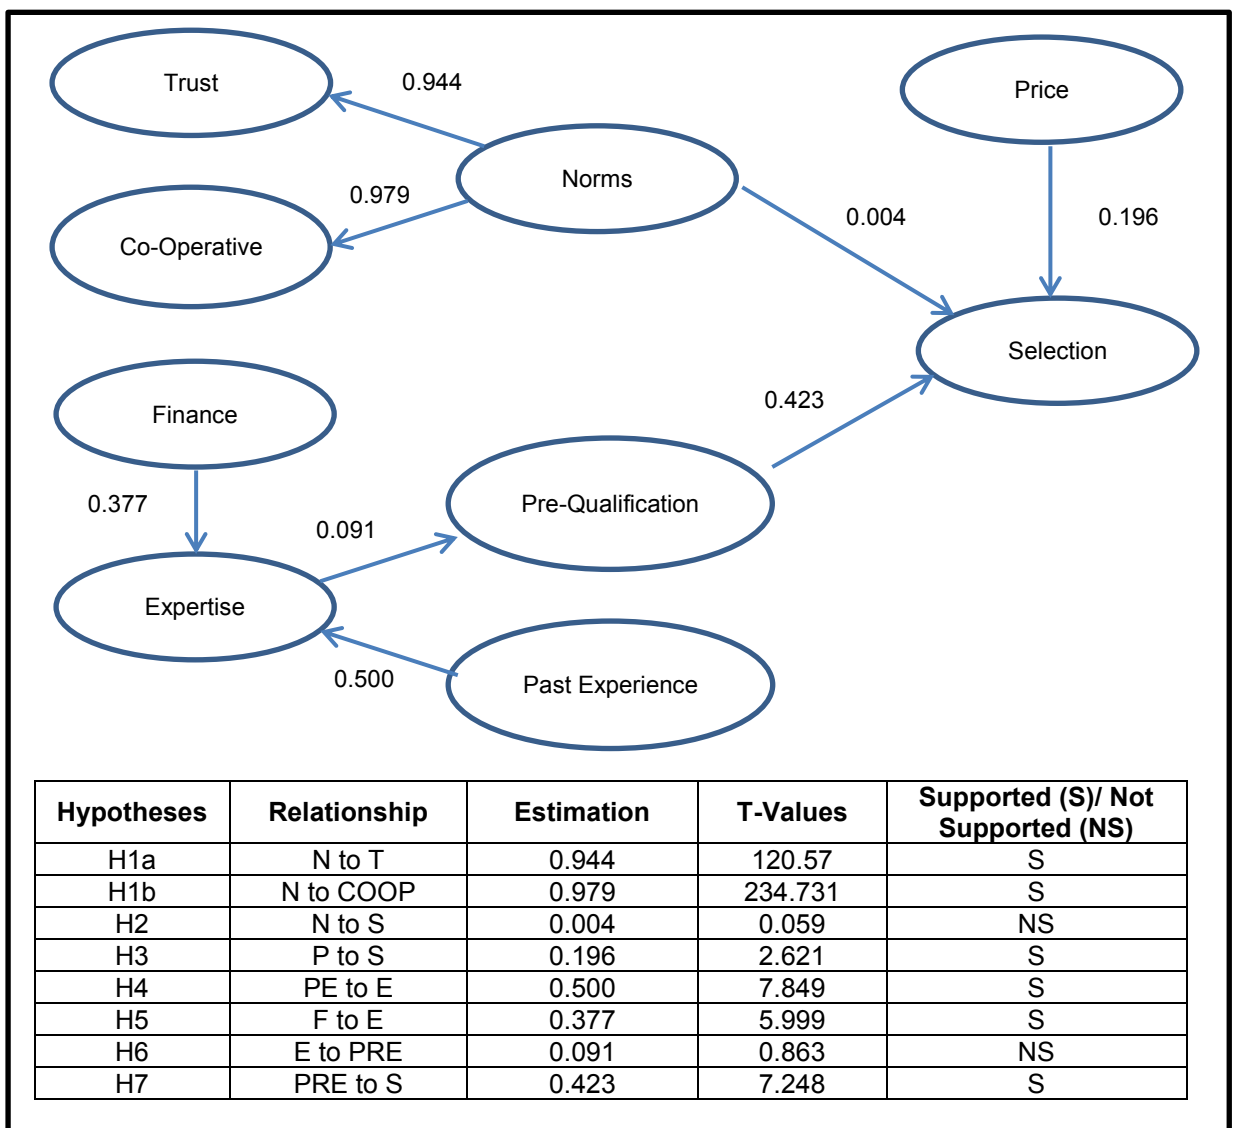 Trust
0.944
Price
Norms
0.979
0.004
0.196
Co-Operative
Selection
Finance
0.423
0.377
Pre-Qualification
0.091
Expertise
0.500
Past Experience
Hypotheses Relationship Estimation T-Values Supported (S)/ Not
Supported (NS)
H1a N to T 0.944 120.57 S
H1b N to COOP 0.979 234.731 S
H2 N to S 0.004 0.059 NS
H3 P to S 0.196 2.621 S
H4 PE to E 0.500 7.849 S
H5 F to E 0.377 5.999 S
H6 E to PRE 0.091 0.863 NS
H7 PRE to S 0.423 7.248 S